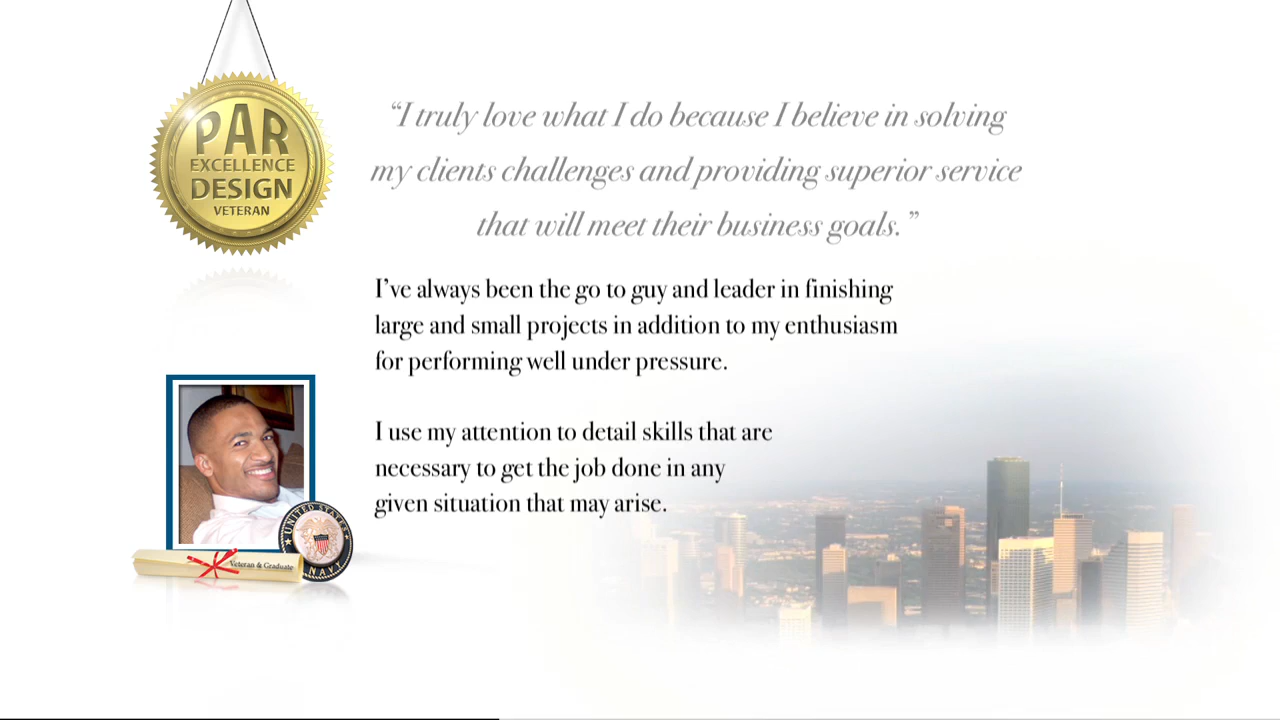 PAR
EXCELLENCE
DESIGN
VETERAN
“I truly love what I do because I believe in solving
my clients challenges and providing superior service
that will meet their business goals.”
I’ve always been the go to guy and leader in finishing
large and small projects in addition to my enthusiasm
for performing well under pressure.
I use my attention to detail skills that are
necessary to get the job done in any
given situation that may arise.
UNITED STATES
NAVY
Veteran & Graduate